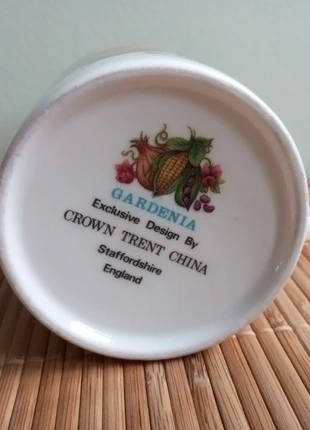 GARDENIA
Exclusive Design By
CROWN TRENT CHINA
Staffordshire
England